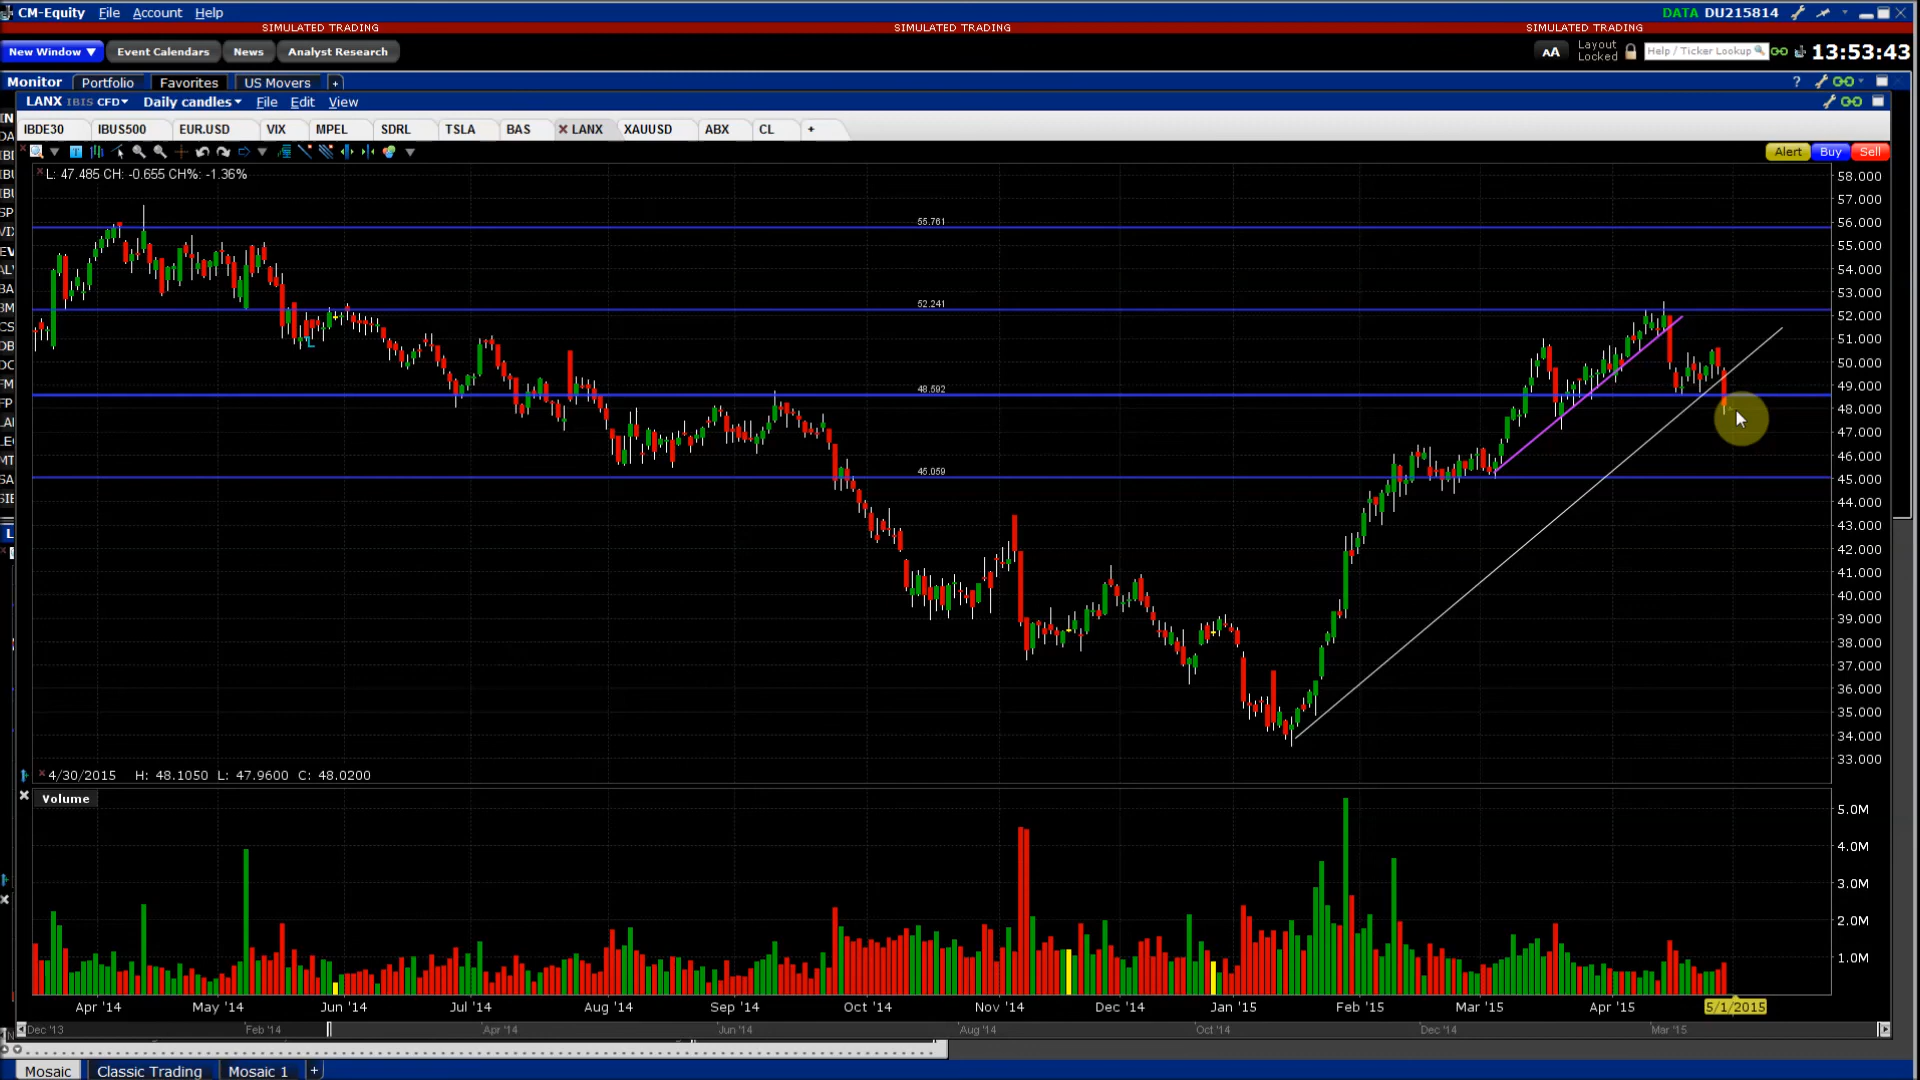 CM-Equity File Account Help DATA DU215814
SIMULATED TRADING SIMULATED TRADING SIMULATED TRADING
New Window ▼ Event Calendars News Analyst Research AA Layout Locked Help / Ticker Lookup 13:53:43
Monitor Portfolio Favorites US Movers + ?
LANX IBIS CFD Daily candles File Edit View
IBDE30 IBUS500 EUR.USD VIX MPEL SDRL TSLA BAS LANX XAUUSD ABX CL +
Alert Buy Sell
L: 47.485 CH: -0.655 CH%: -1.36%
58.000
57.000
55.761
56.000
55.000
54.000
53.000
52.241
52.000
51.000
50.000
49.000
48.592
48.000
47.000
46.000
45.059
45.000
44.000
43.000
42.000
41.000
40.000
39.000
38.000
37.000
36.000
35.000
34.000
33.000
L
4/30/2015 H: 48.1050 L: 47.9600 C: 48.0200
Volume
5.0M
4.0M
3.0M
2.0M
1.0M
Apr '14 May '14 Jun '14 Jul '14 Aug '14 Sep '14 Oct '14 Nov '14 Dec '14 Jan '15 Feb '15 Mar '15 Apr '15 5/1/2015
Dec '13 Feb '14 Apr '14 Jun '14 Aug '14 Oct '14 Dec '14 Mar '15
Mosaic Classic Trading Mosaic 1 +